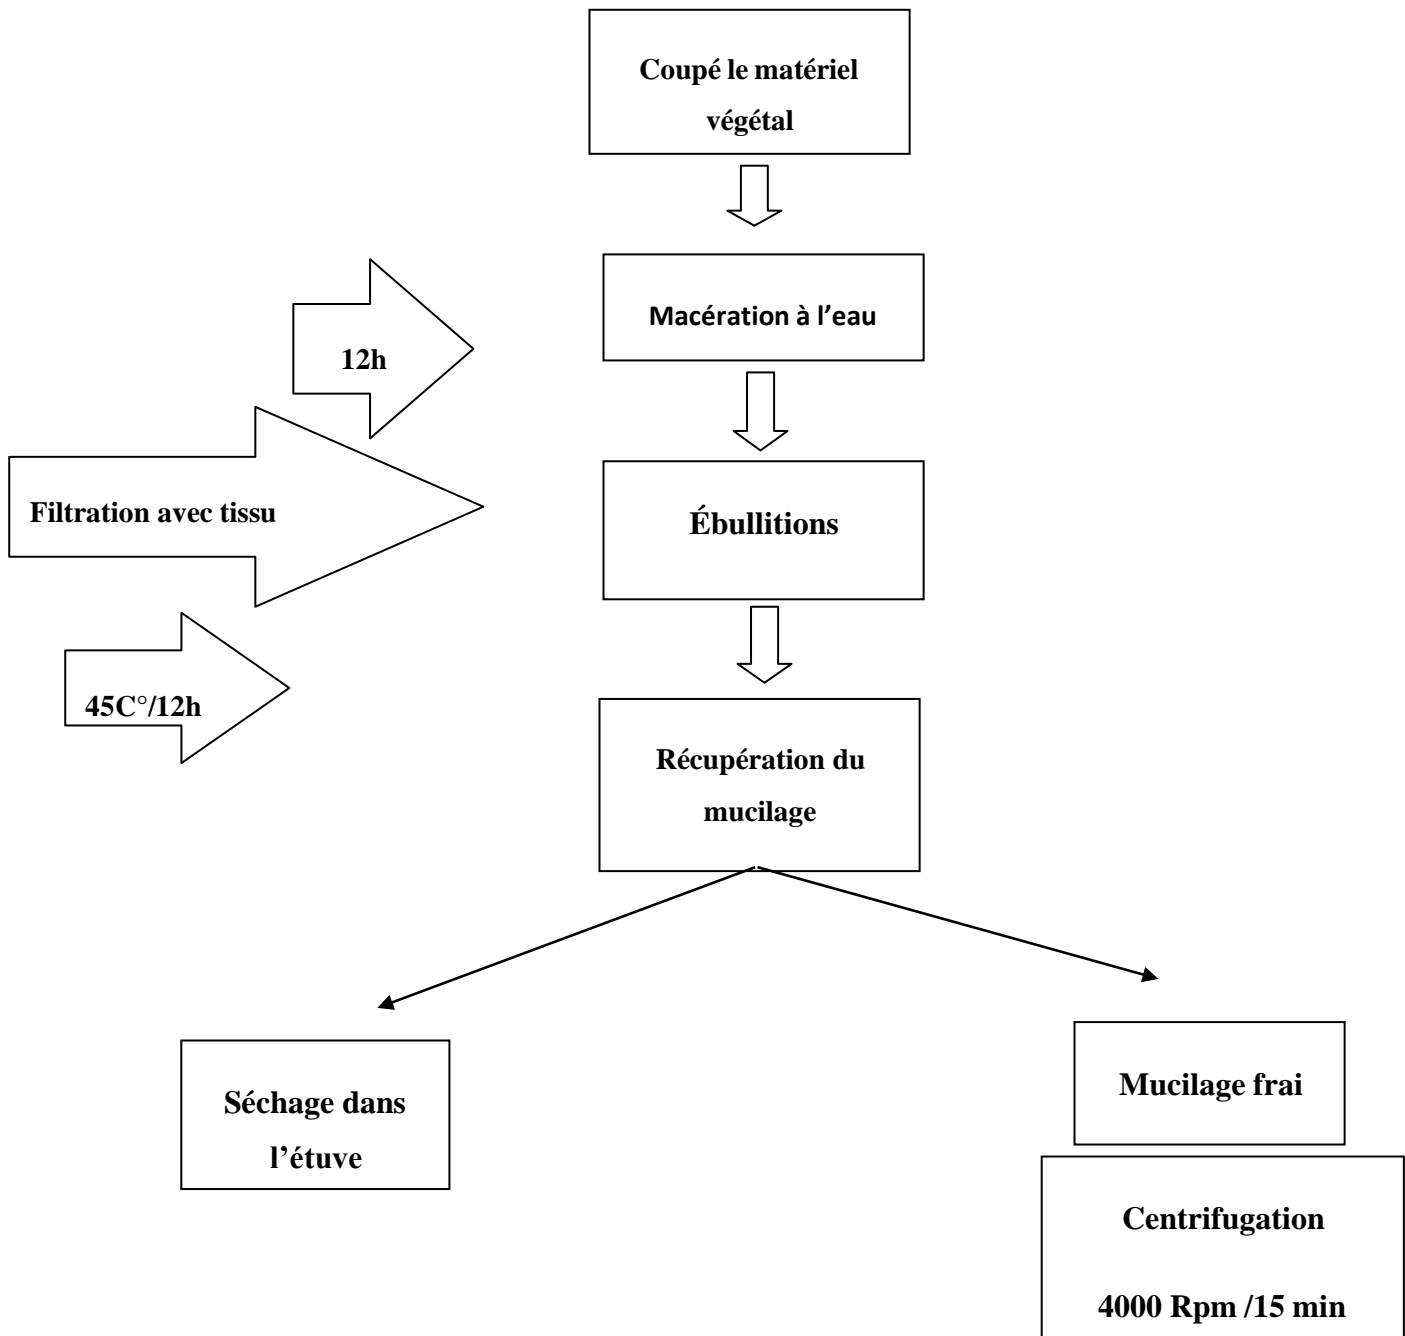 Coupé le matériel
végétal
Macération à l’eau
12h
Filtration avec tissu
Ébullitions
45C°/12h
Récupération du
mucilage
Séchage dans
l’étuve
Mucilage frai
Centrifugation
4000 Rpm /15 min